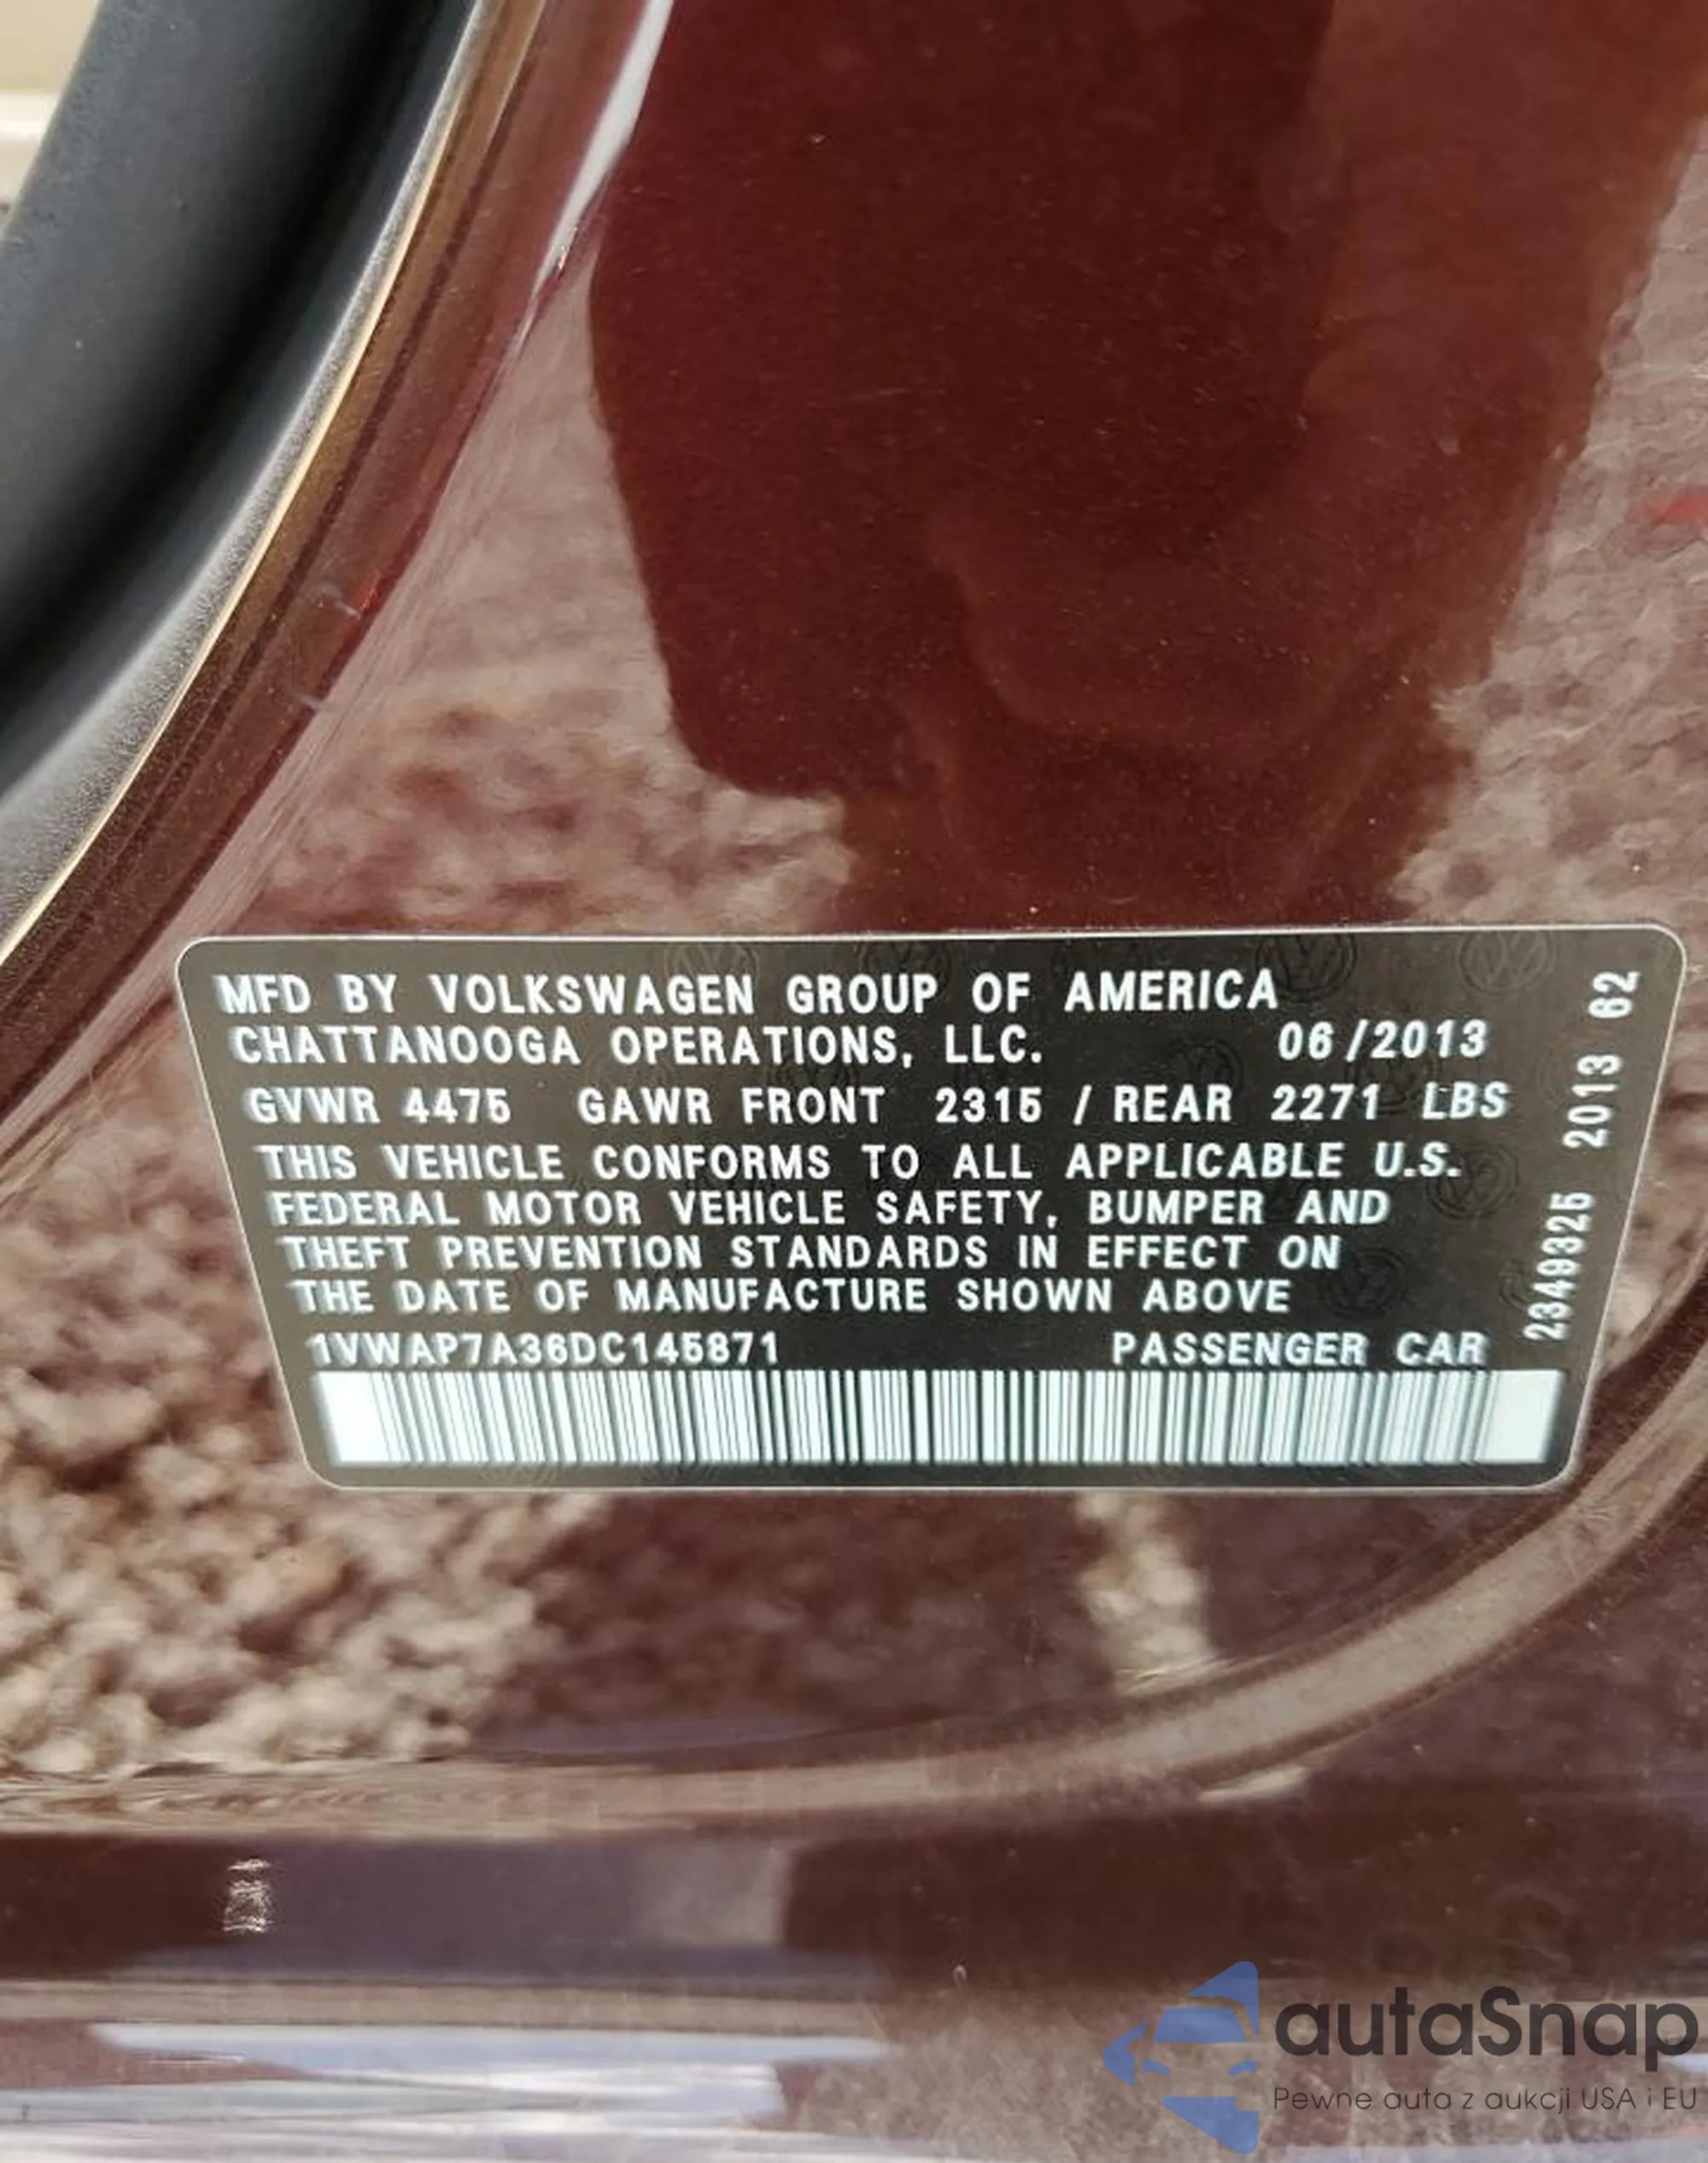 MFD BY VOLKSWAGEN GROUP OF AMERICA
CHATTANOOGA OPERATIONS, LLC. 06/2013
GVWR 4475 GAWR FRONT 2315 / REAR 2271 LBS
THIS VEHICLE CONFORMS TO ALL APPLICABLE U.S.
FEDERAL MOTOR VEHICLE SAFETY, BUMPER AND
THEFT PREVENTION STANDARDS IN EFFECT ON
THE DATE OF MANUFACTURE SHOWN ABOVE
1VWAP7A36DC145871 PASSENGER CAR
2349325 2013 62
autaSnap
Pewne auta z aukcji USA i EU